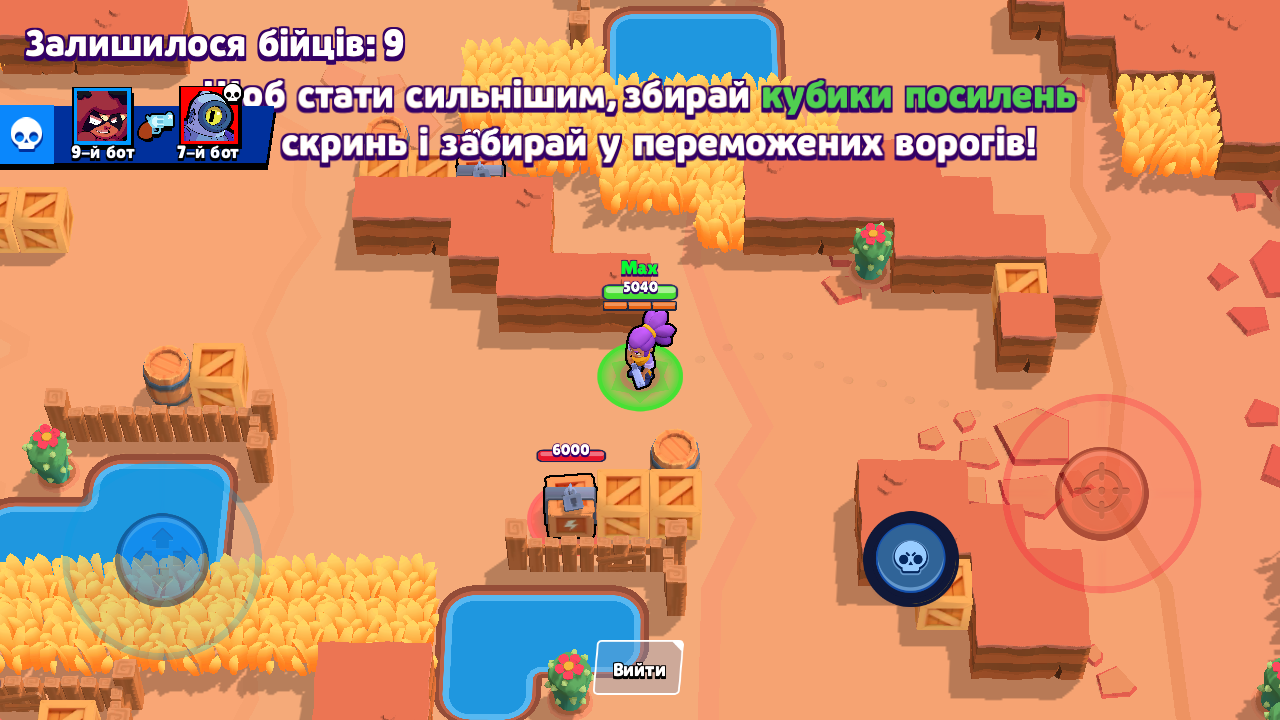 Залишилося бійців: 9
стати сильнішим, збирай кубики посилень
скринь і забирай у переможених ворогів!
9-й бот
7-й бот
Max
5040
6000
Вийти